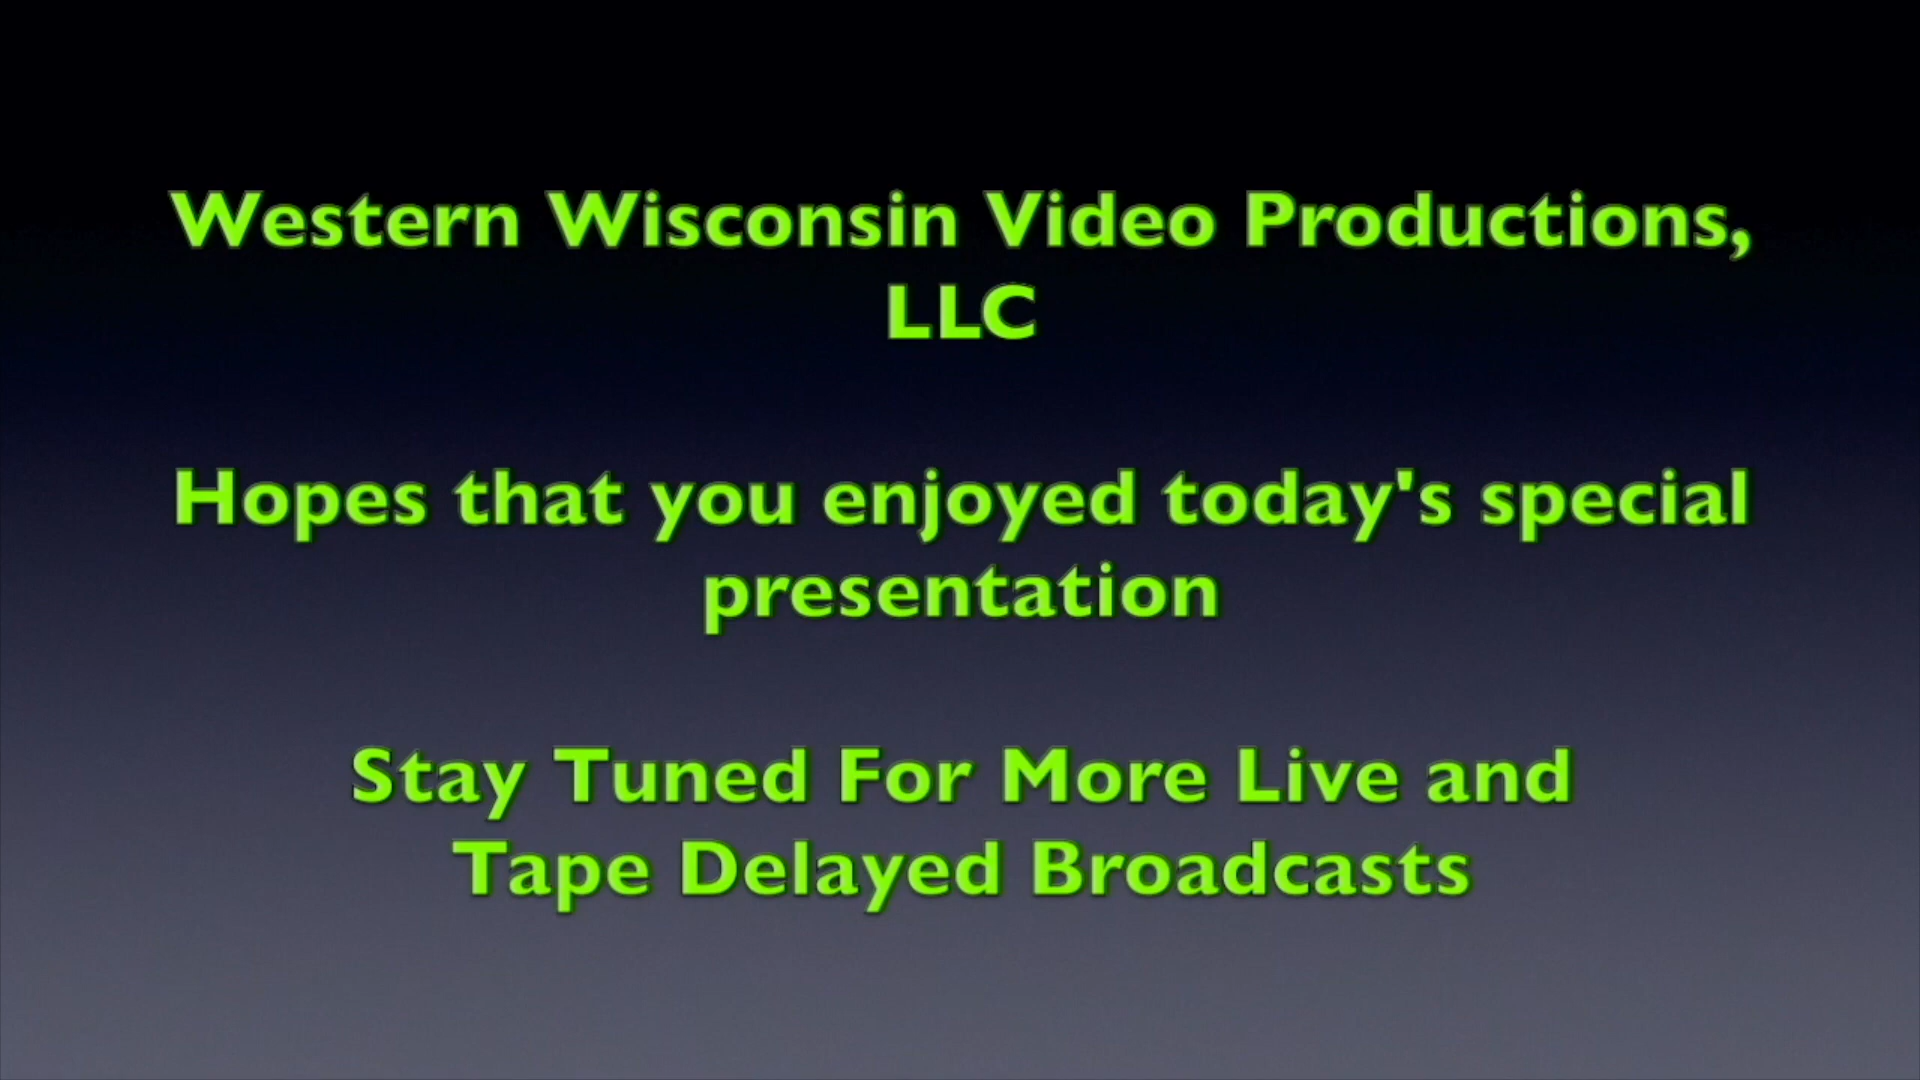 Western Wisconsin Video Productions,
LLC
Hopes that you enjoyed today's special
presentation
Stay Tuned For More Live and
Tape Delayed Broadcasts